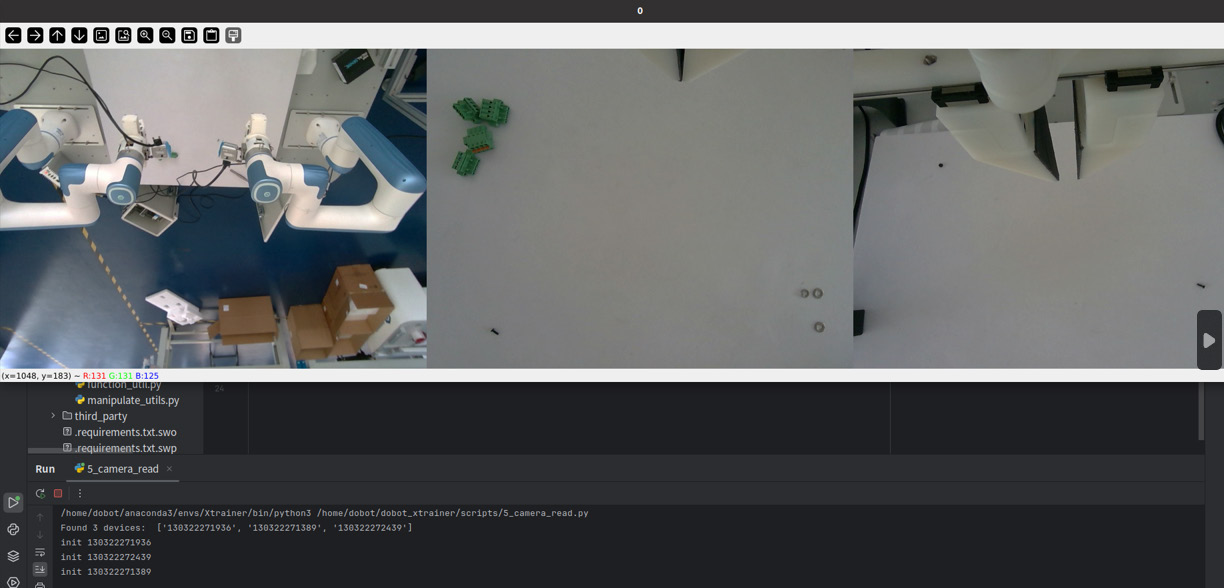 0
(x=1048, y=183) ~ R:131 G:131 B:125
function_util.py
24
manipulate_utils.py
third_party
.requirements.txt.swo
.requirements.txt.swp
Run
5_camera_read
/home/dobot/anaconda3/envs/Xtrainer/bin/python3 /home/dobot/dobot_xtrainer/scripts/5_camera_read.py
Found 3 devices:  ['130322271936', '130322271389', '130322272439']
init 130322271936
init 130322272439
init 130322271389